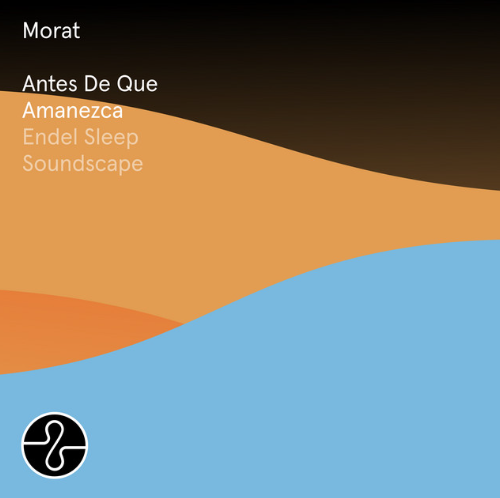 Morat
Antes De Que
Amanezca
Endel Sleep
Soundscape